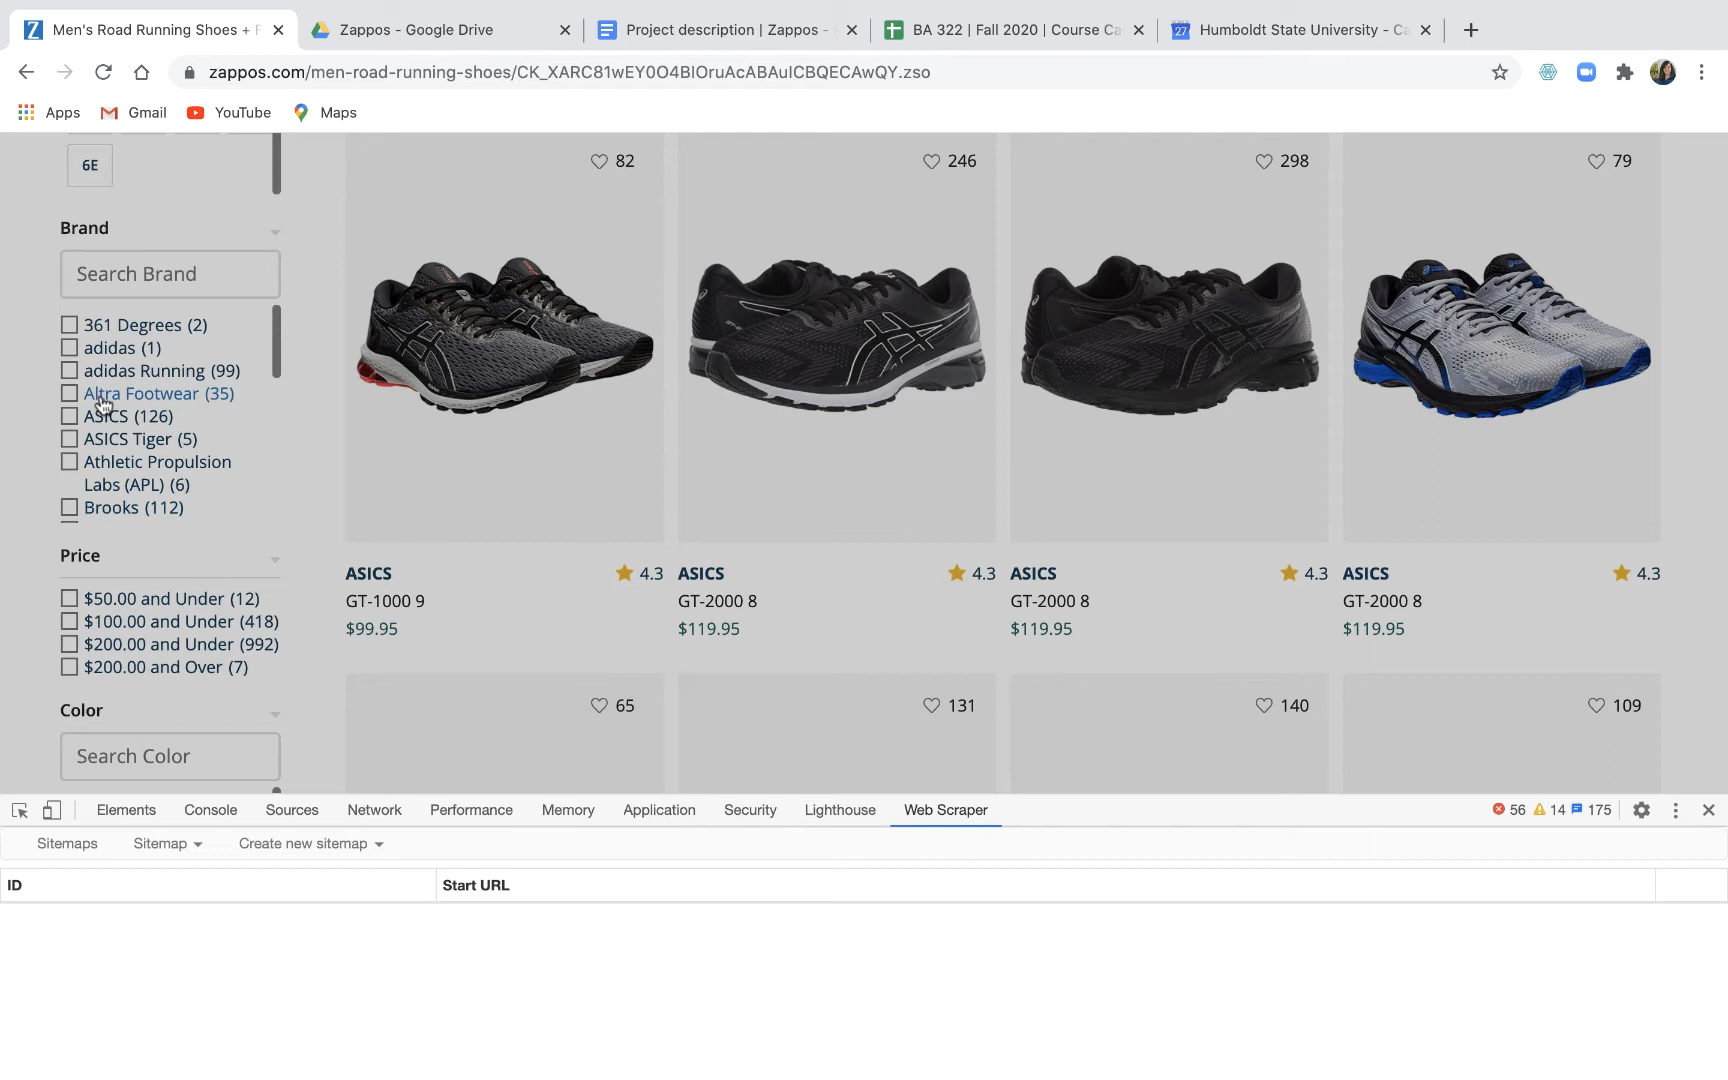 Men's Road Running Shoes + F
Zappos - Google Drive
Project description | Zappos -
BA 322 | Fall 2020 | Course Ca
27 Humboldt State University - Ca
zappos.com/men-road-running-shoes/CK_XARC81wEY0O4BIOruAcABAuICBQECAwQY.zso
Apps
Gmail
YouTube
Maps
6E
Brand
Search Brand
361 Degrees (2)
adidas (1)
adidas Running (99)
Altra Footwear (35)
ASICS (126)
ASICS Tiger (5)
Athletic Propulsion
Labs (APL) (6)
Brooks (112)
Price
$50.00 and Under (12)
$100.00 and Under (418)
$200.00 and Under (992)
$200.00 and Over (7)
Color
Search Color
82
246
298
79
ASICS 4.3
GT-1000 9
$99.95
ASICS 4.3
GT-2000 8
$119.95
ASICS 4.3
GT-2000 8
$119.95
ASICS 4.3
GT-2000 8
$119.95
65
131
140
109
Elements Console Sources Network Performance Memory Application Security Lighthouse Web Scraper 56 14 175
Sitemaps Sitemap Create new sitemap
ID Start URL